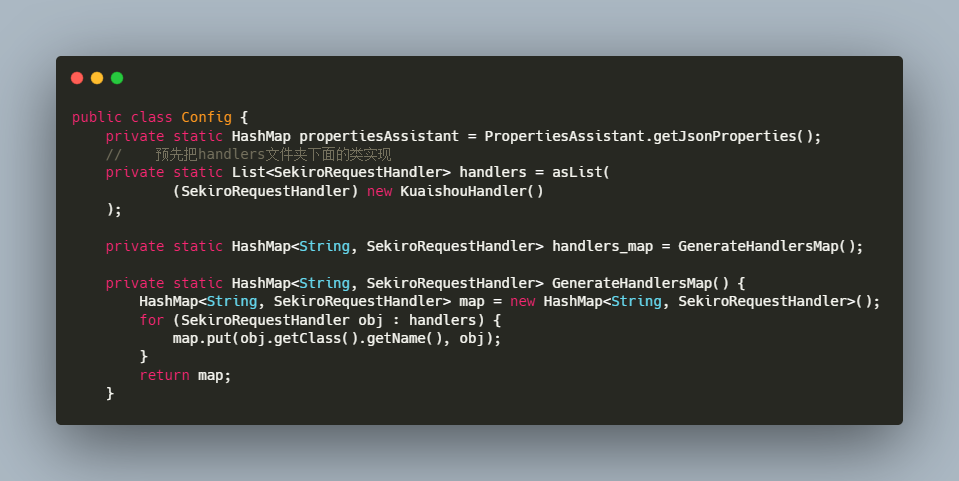 public class Config {
    private static HashMap propertiesAssistant = PropertiesAssistant.getJsonProperties();
    //    预先把handlers文件夹下面的类实现
    private static List<SekiroRequestHandler> handlers = asList(
            (SekiroRequestHandler) new KuaishouHandler()
    );
    private static HashMap<String, SekiroRequestHandler> handlers_map = GenerateHandlersMap();
    private static HashMap<String, SekiroRequestHandler> GenerateHandlersMap() {
        HashMap<String, SekiroRequestHandler> map = new HashMap<String, SekiroRequestHandler>();
        for (SekiroRequestHandler obj : handlers) {
            map.put(obj.getClass().getName(), obj);
        }
        return map;
    }